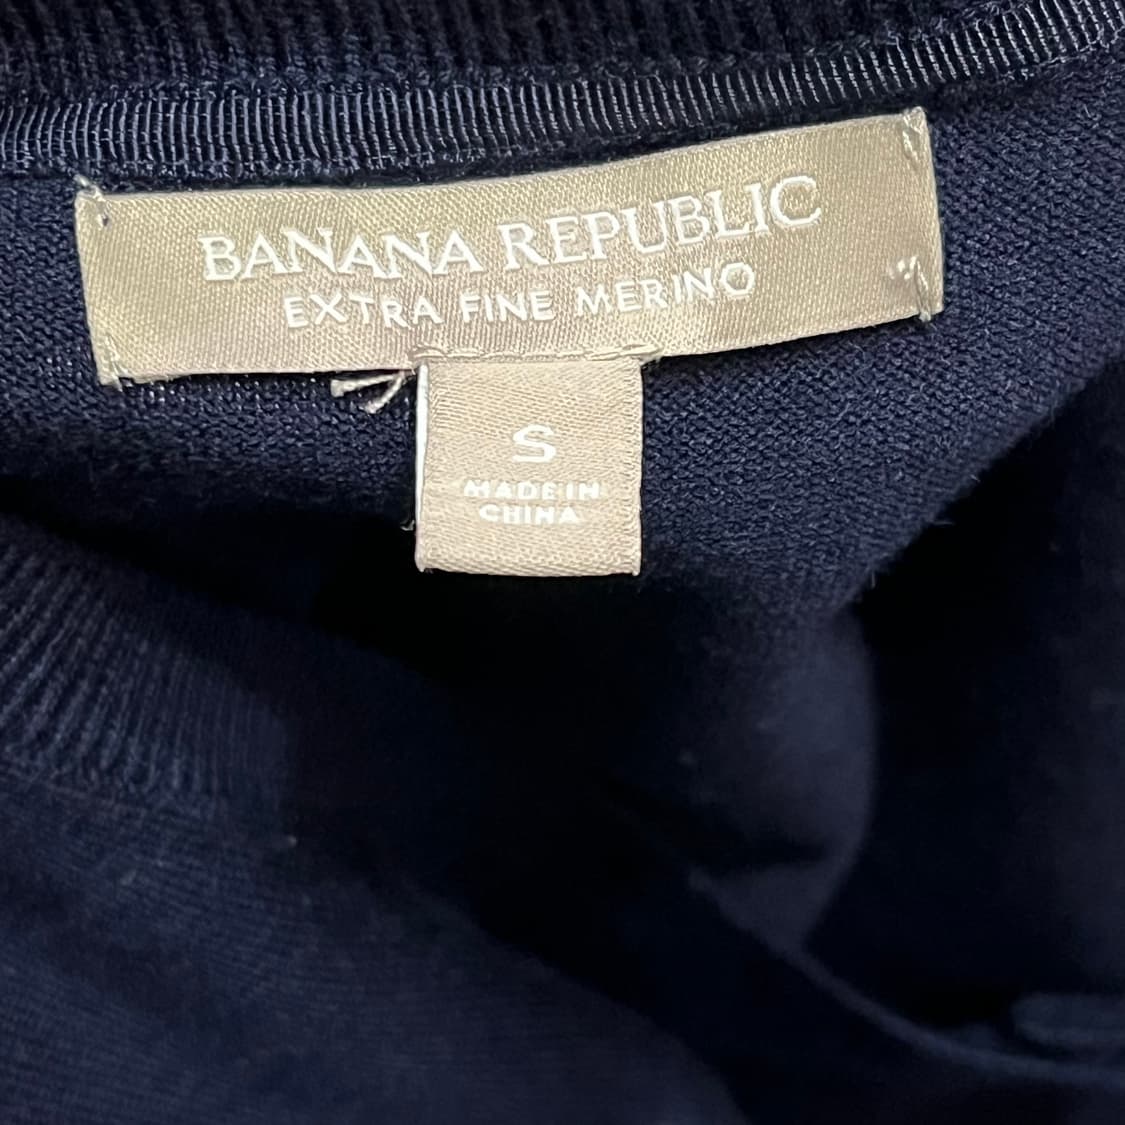 BANANA REPUBLIC
EXTRA FINE MERINO
S
MADE IN
CHINA